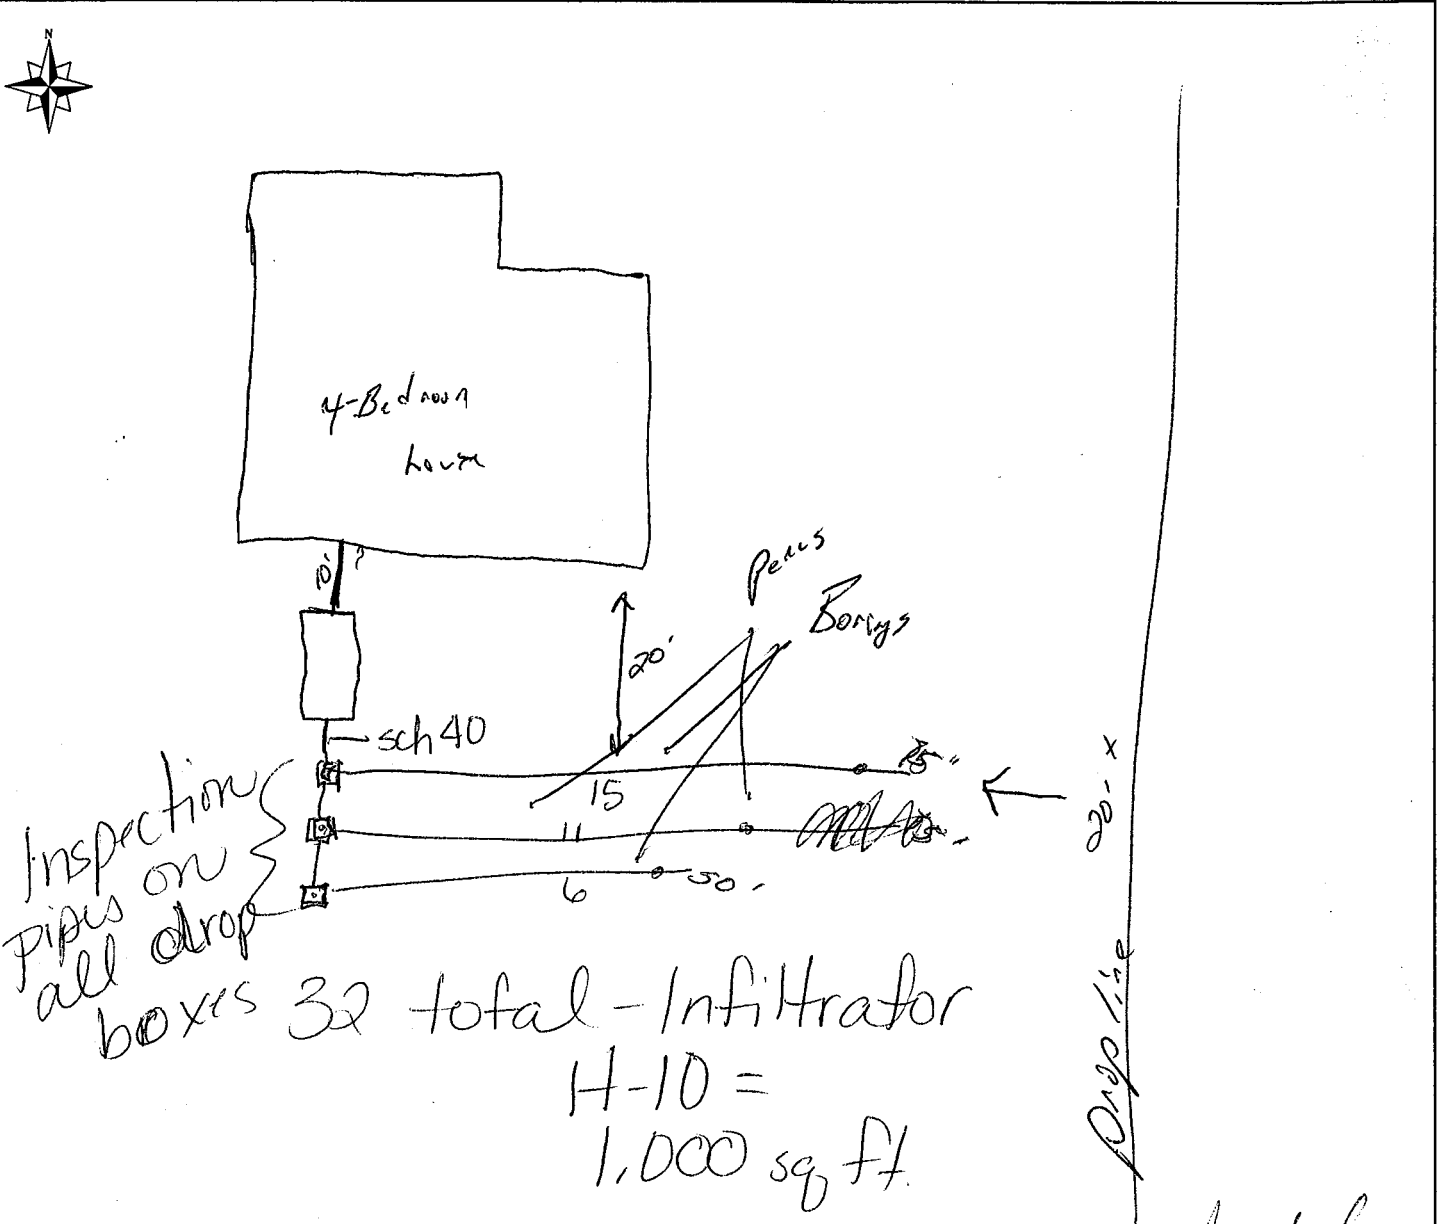 N
4-Bedroom
house
10'
?
Percs
Borings
20'
sch 40
15
11
6
50'
20'
x
Prop line
Inspection
pipes on
all drop
boxes
32 total - Infiltrator
H-10 =
1,000 sq ft.